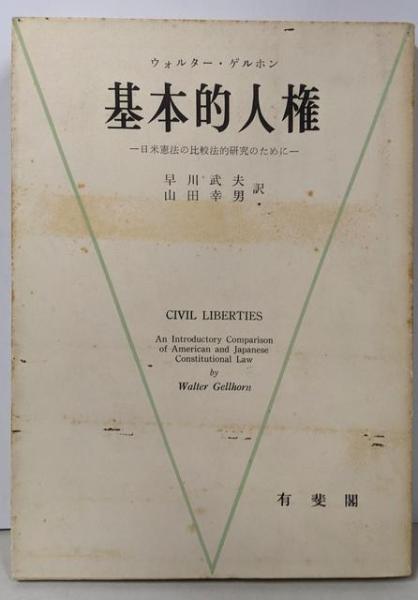 ウォルター・ゲルホン
基本的人権
―日米憲法の比較法的研究のために―
早川武夫
山田幸男 訳
CIVIL LIBERTIES
An Introductory Comparison
of American and Japanese
Constitutional Law
by
Walter Gellhorn
有斐閣